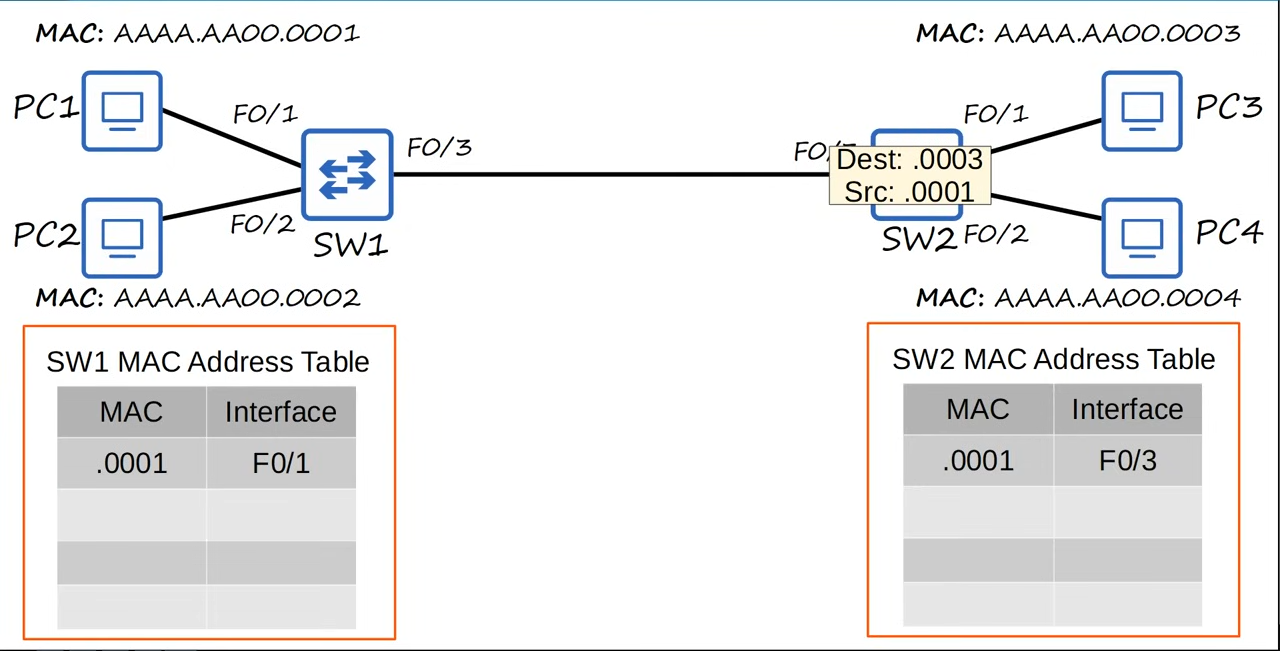 MAC: AAAA.AA00.0001
MAC: AAAA.AA00.0003
PC1
F0/1
F0/3
F0/1
PC3
Dest: .0003
Src: .0001
PC2
F0/2
SW1
SW2
F0/2
PC4
MAC: AAAA.AA00.0002
MAC: AAAA.AA00.0004
SW1 MAC Address Table
MAC Interface
.0001 F0/1
SW2 MAC Address Table
MAC Interface
.0001 F0/3